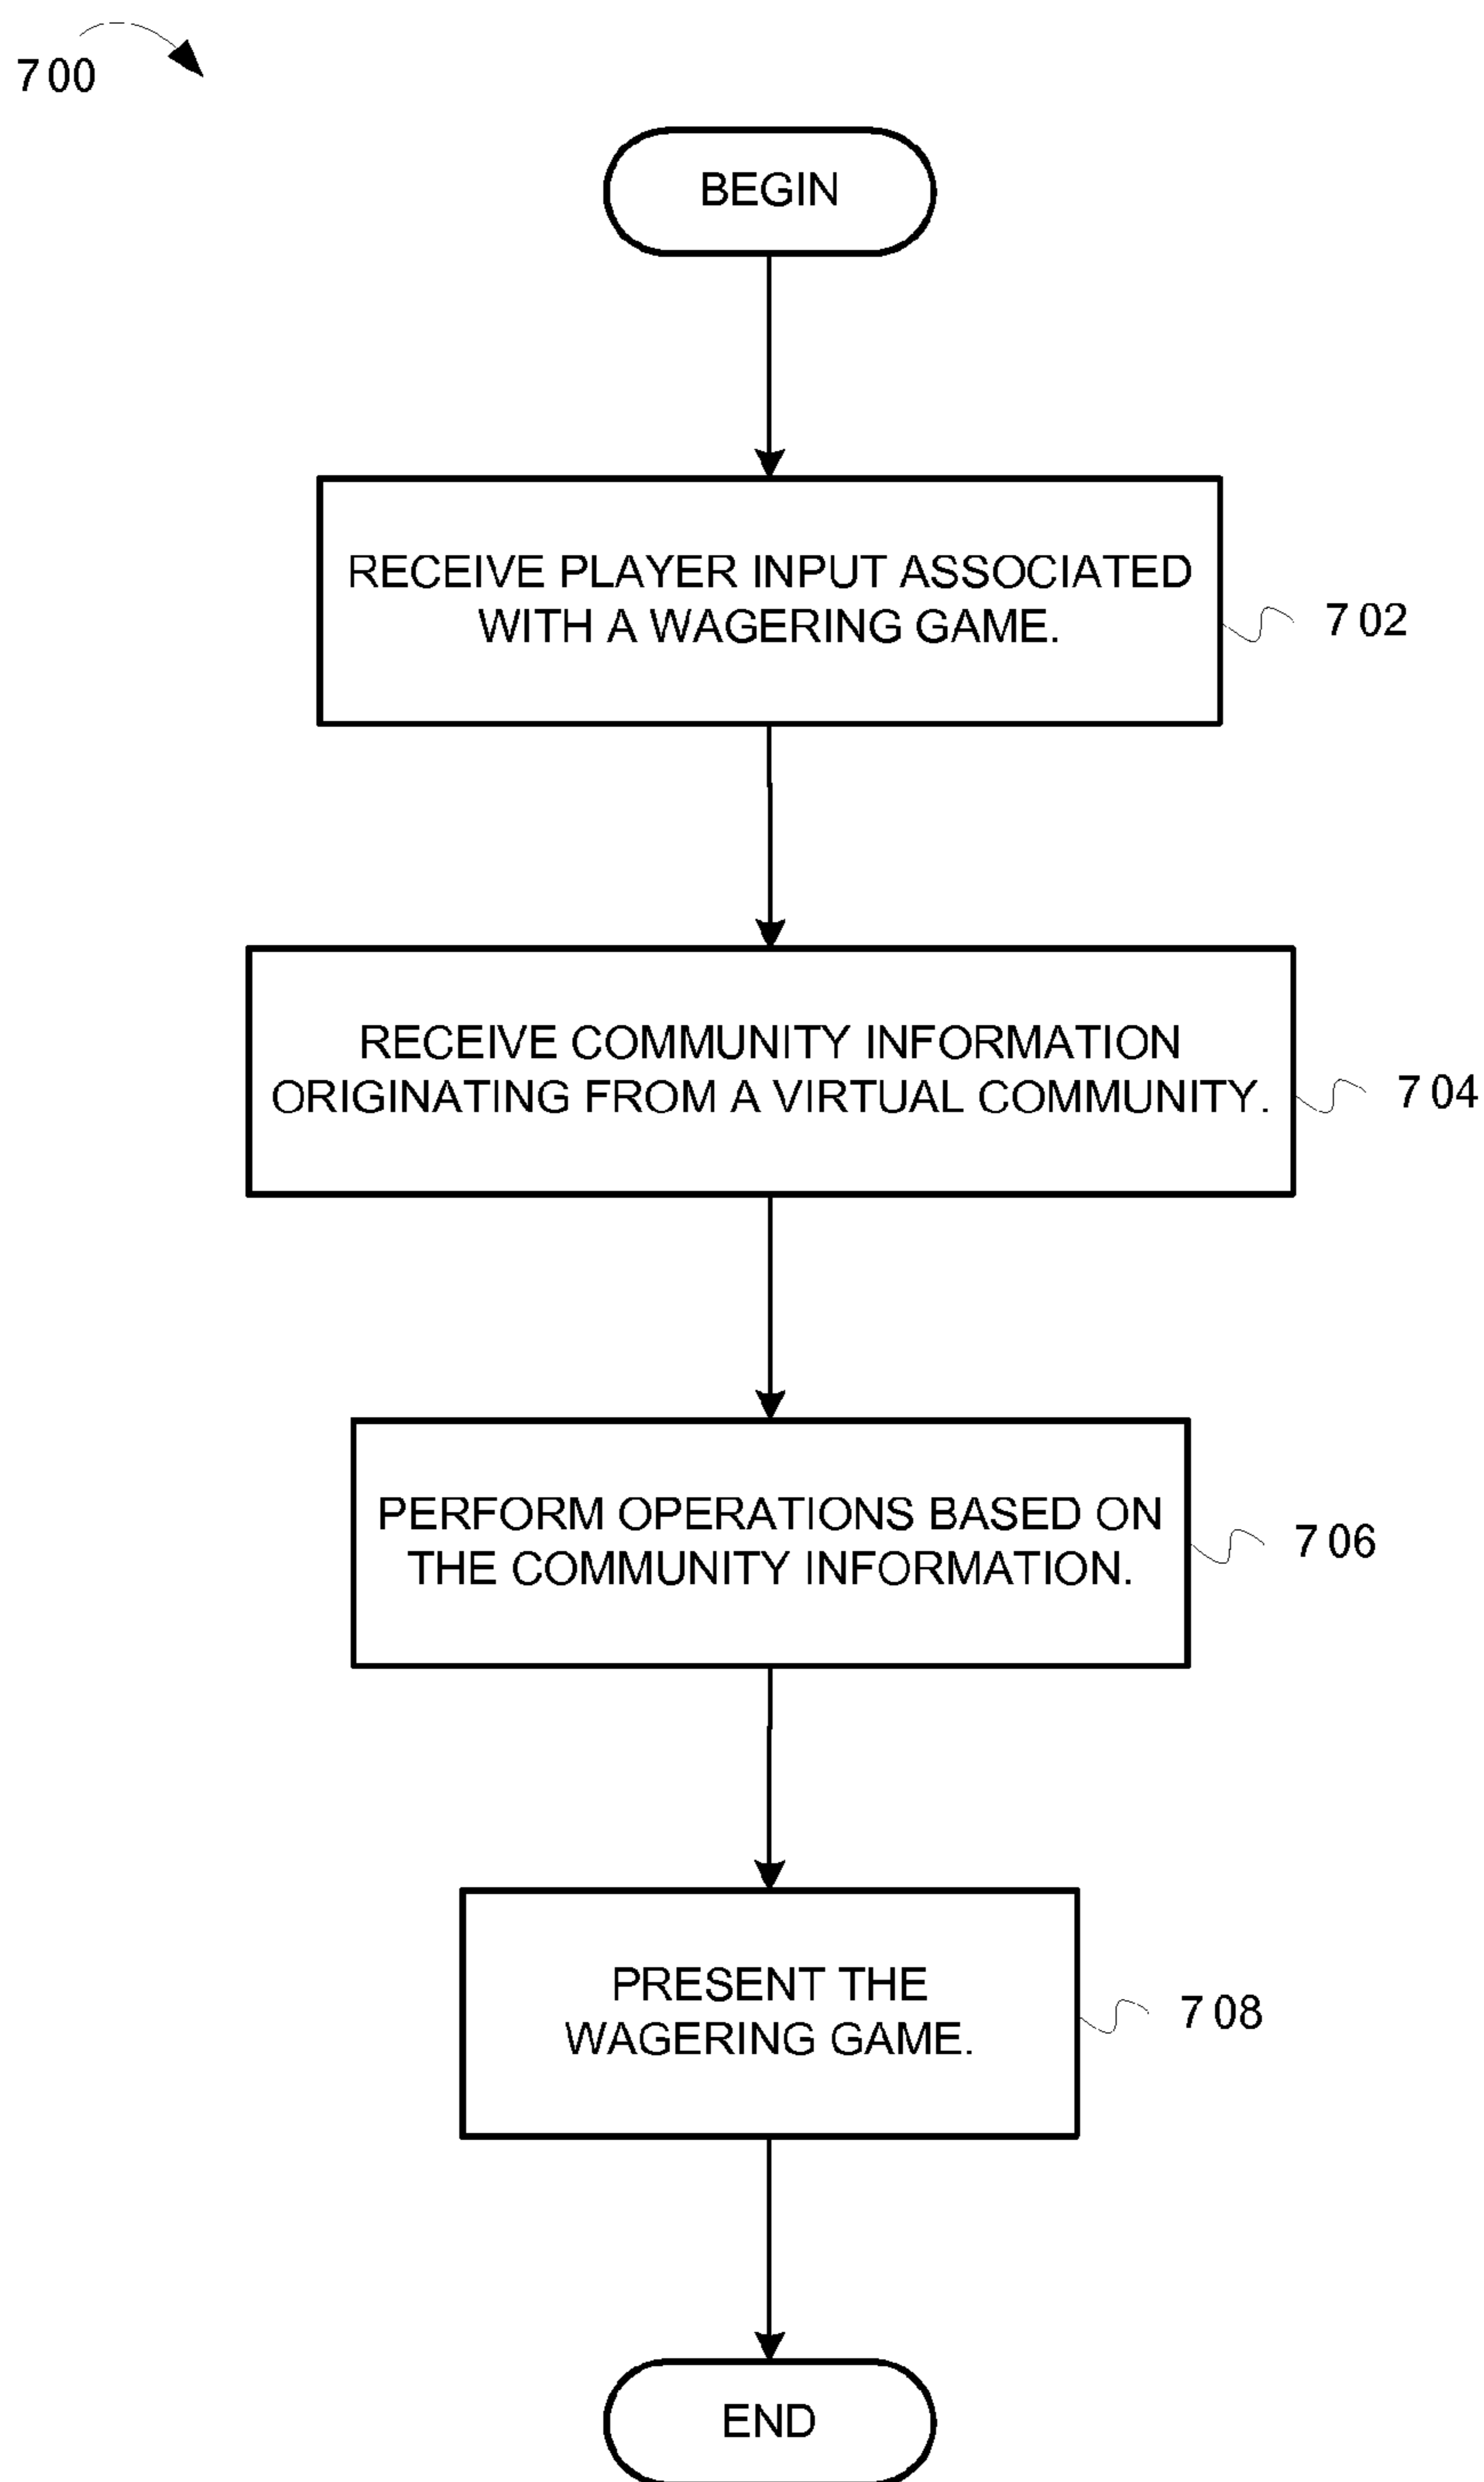 700
BEGIN
RECEIVE PLAYER INPUT ASSOCIATED
WITH A WAGERING GAME.
702
RECEIVE COMMUNITY INFORMATION
ORIGINATING FROM A VIRTUAL COMMUNITY.
704
PERFORM OPERATIONS BASED ON
THE COMMUNITY INFORMATION.
706
PRESENT THE
WAGERING GAME.
708
END